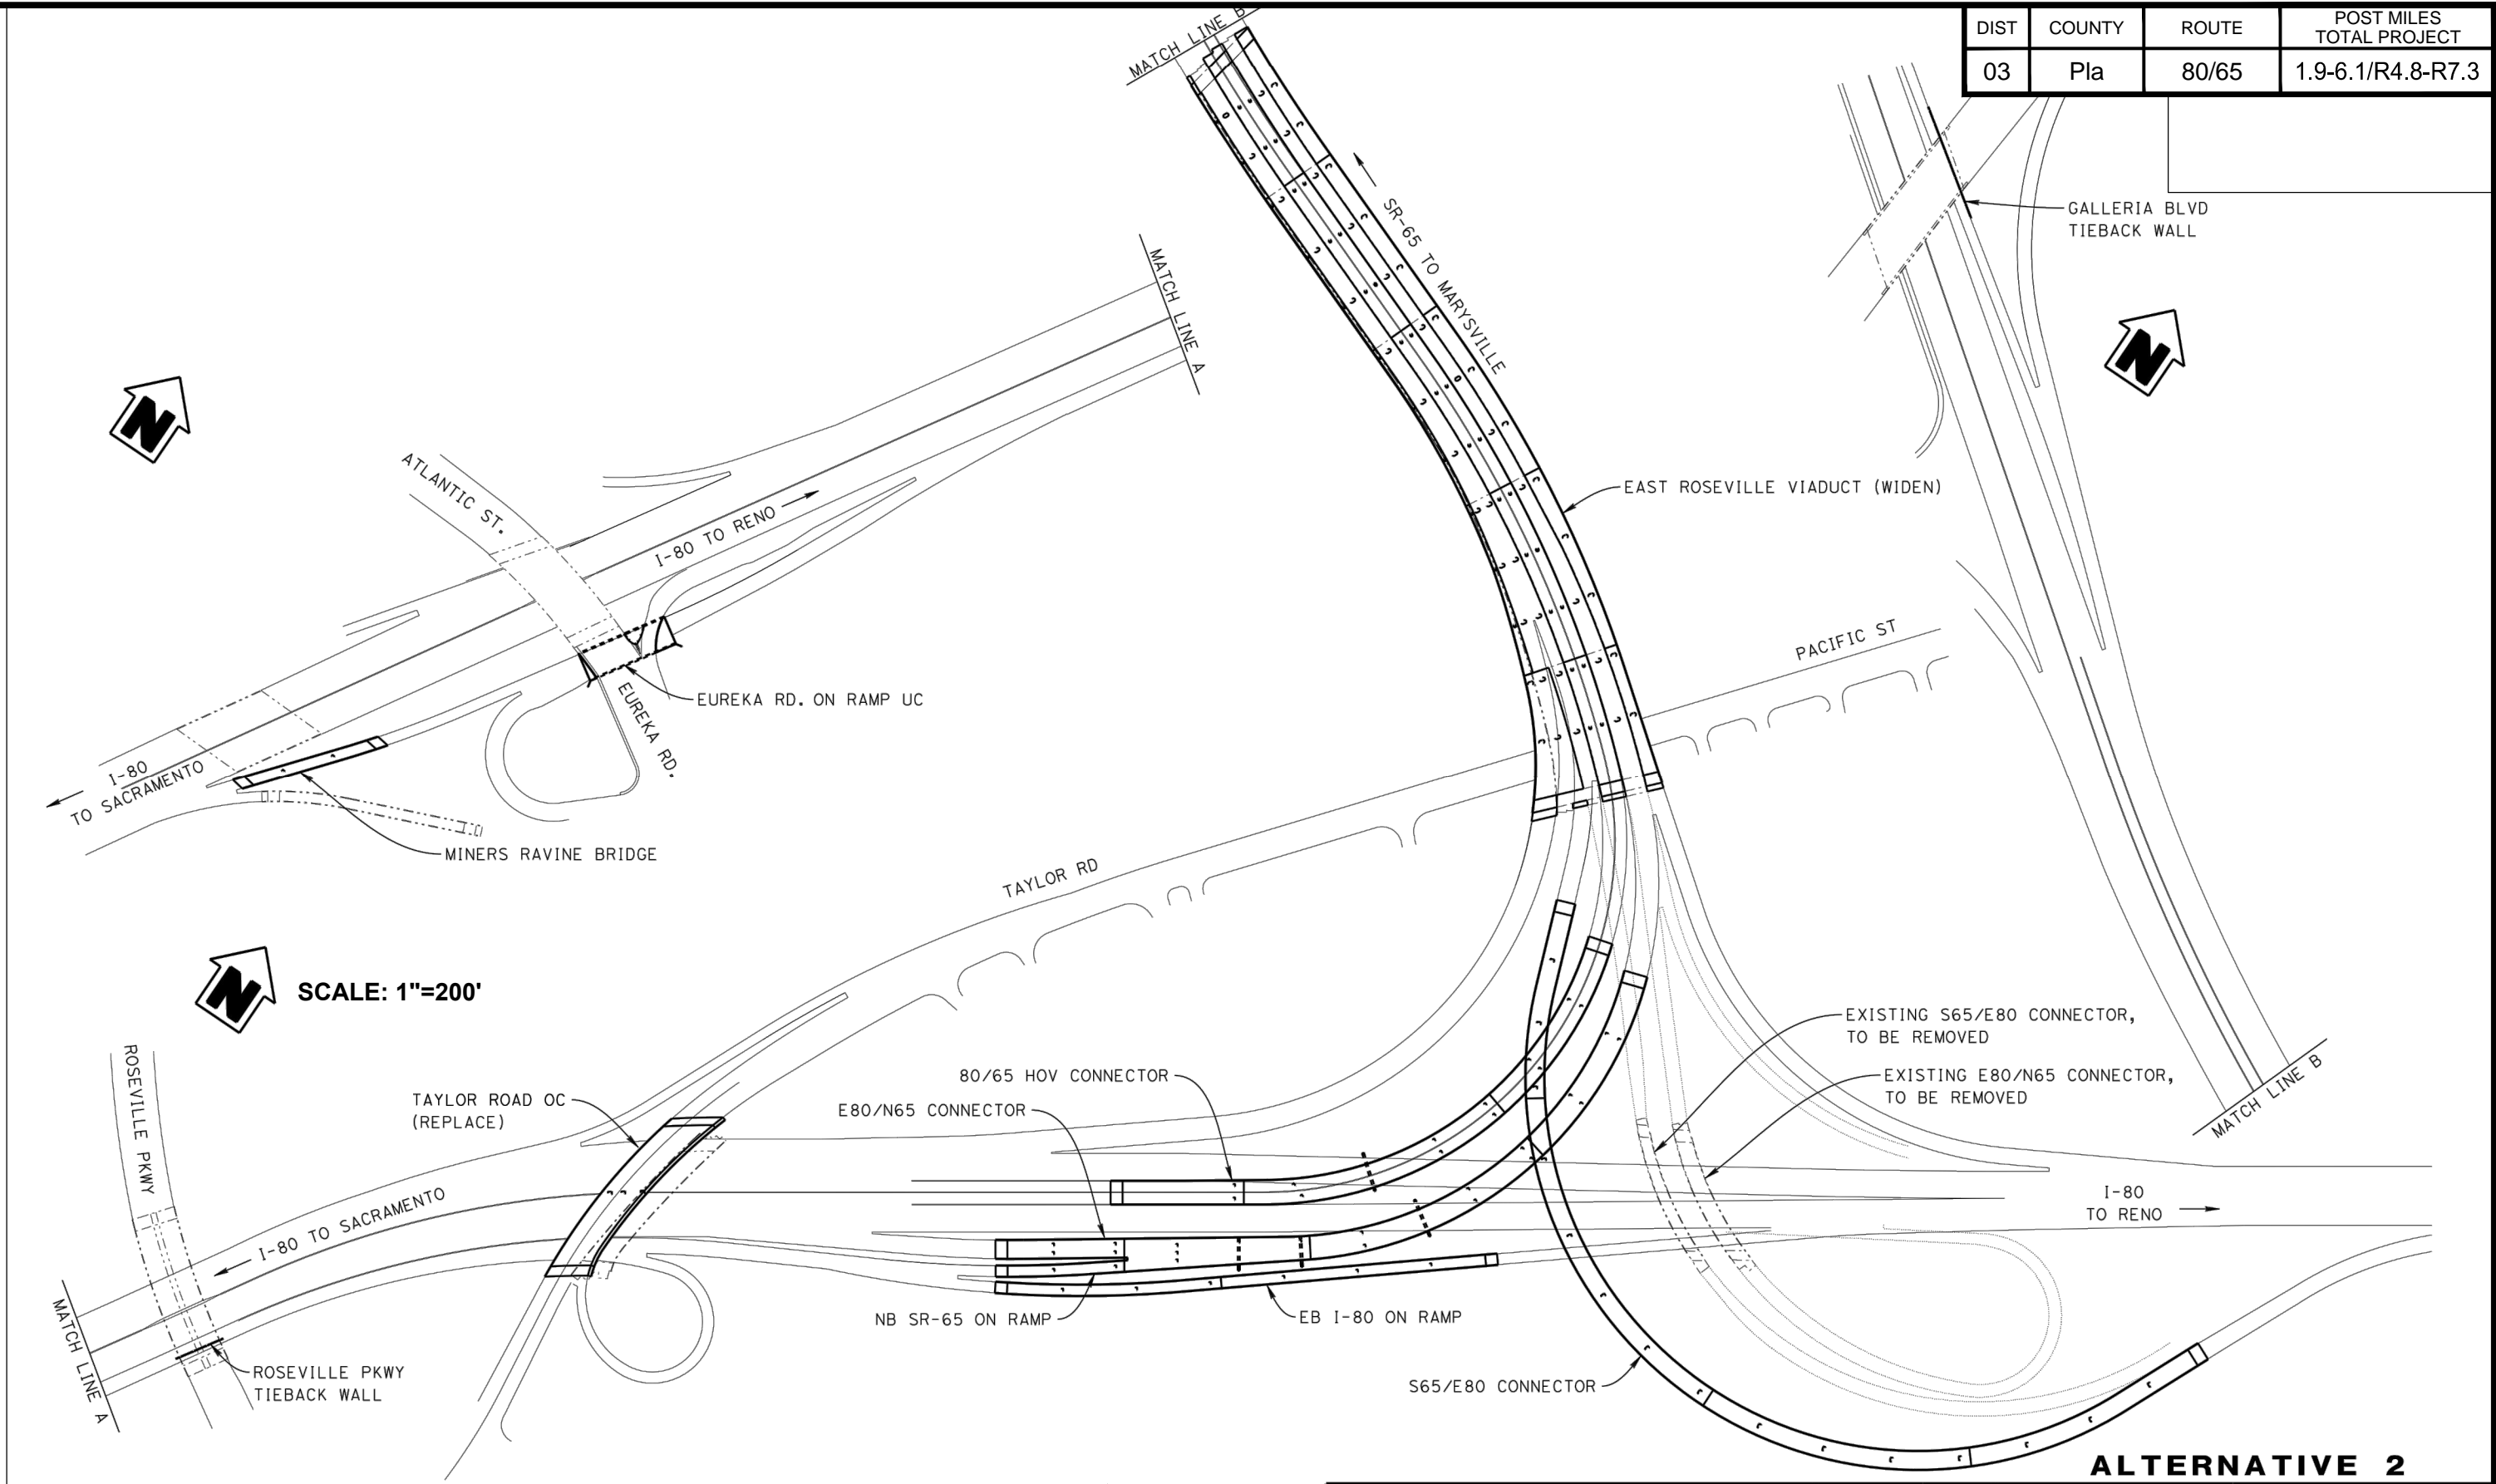 MATCH LINE B
DIST COUNTY ROUTE POST MILES
TOTAL PROJECT
03 Pla 80/65 1.9-6.1/R4.8-R7.3
GALLERIA BLVD
TIEBACK WALL
SR-65 TO MARYSVILLE
MATCH LINE A
N
N
ATLANTIC ST.
I-80 TO RENO
EAST ROSEVILLE VIADUCT (WIDEN)
PACIFIC ST
EUREKA RD. ON RAMP UC
EUREKA RD.
I-80
TO SACRAMENTO
MINERS RAVINE BRIDGE
TAYLOR RD
N
SCALE: 1"=200'
EXISTING S65/E80 CONNECTOR,
TO BE REMOVED
EXISTING E80/N65 CONNECTOR,
TO BE REMOVED
MATCH LINE B
ROSEVILLE PKWY
TAYLOR ROAD OC
(REPLACE)
80/65 HOV CONNECTOR
E80/N65 CONNECTOR
I-80 TO SACRAMENTO
I-80
TO RENO
NB SR-65 ON RAMP
EB I-80 ON RAMP
MATCH LINE A
ROSEVILLE PKWY
TIEBACK WALL
S65/E80 CONNECTOR
ALTERNATIVE 2